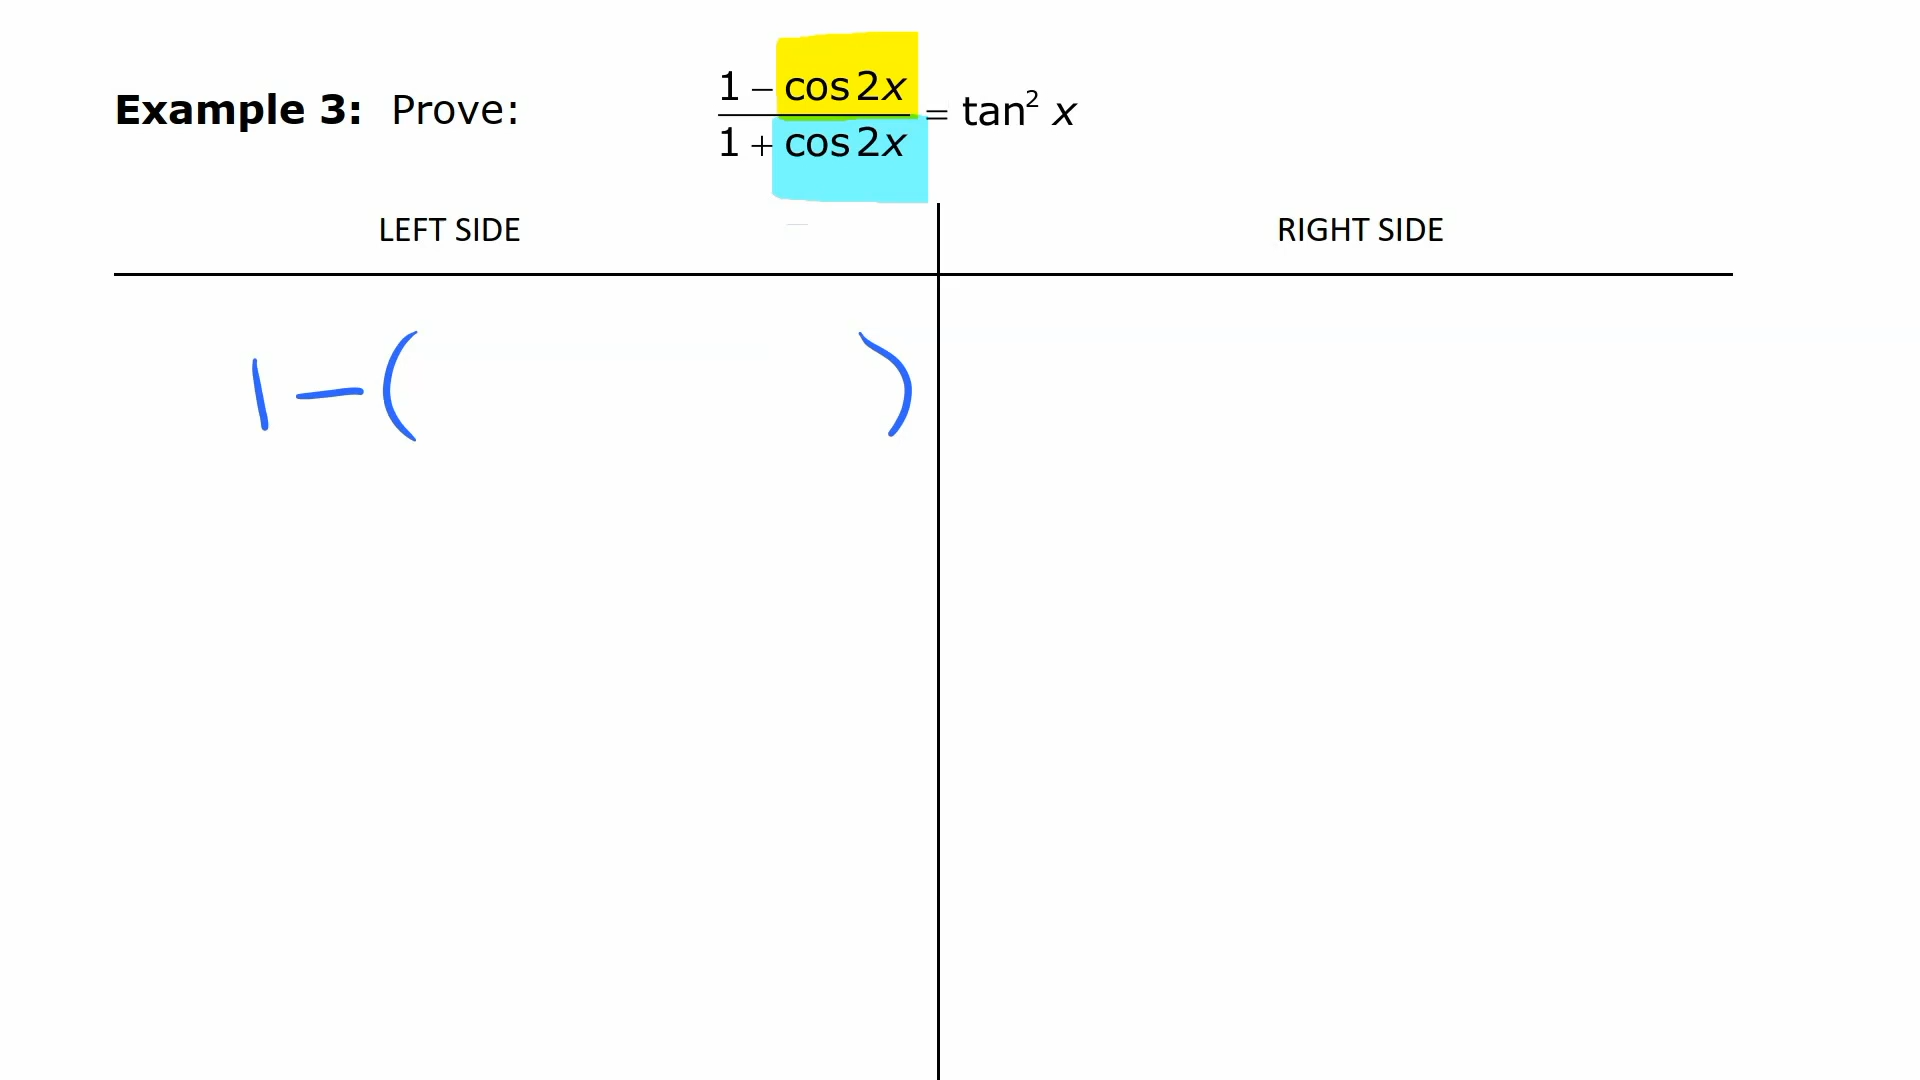 Example 3: Prove: (1 − cos 2x)/(1 + cos 2x) = tan² x
LEFT SIDE
RIGHT SIDE
1 − ( )